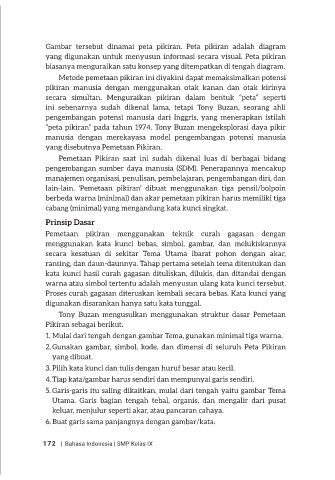 Gambar tersebut dinamai peta pikiran. Peta pikiran adalah diagram
yang digunakan untuk menyusun informasi secara visual. Peta pikiran
biasanya menguraikan satu konsep yang ditempatkan di tengah diagram.
Metode pemetaan pikiran ini diyakini dapat memaksimalkan potensi
pikiran manusia dengan menggunakan otak kanan dan otak kirinya
secara simultan. Menguraikan pikiran dalam bentuk "peta" seperti
ini sebenarnya sudah dikenal lama, tetapi Tony Buzan, seorang ahli
pengembangan potensi manusia dari Inggris, yang menerapkan istilah
"peta pikiran" pada tahun 1974. Tony Buzan mengeksplorasi daya pikir
manusia dengan merekayasa model pengembangan potensi manusia
yang disebutnya Pemetaan Pikiran.
Pemetaan Pikiran saat ini sudah dikenal luas di berbagai bidang
pengembangan sumber daya manusia (SDM). Penerapannya mencakup
manajemen organisasi, penulisan, pembelajaran, pengembangan diri, dan
lain-lain. 'Pemetaan pikiran' dibuat menggunakan tiga pensil/bolpoin
berbeda warna (minimal) dan akar pemetaan pikiran harus memiliki tiga
cabang (minimal) yang mengandung kata kunci singkat.
Prinsip Dasar
Pemetaan pikiran menggunakan teknik curah gagasan dengan
menggunakan kata kunci bebas, simbol, gambar, dan melukiskannya
secara kesatuan di sekitar Tema Utama ibarat pohon dengan akar,
ranting, dan daun-daunnya. Tahap pertama setelah tema ditentukan dan
kata kunci hasil curah gagasan dituliskan, dilukis, dan ditandai dengan
warna atau simbol tertentu adalah menyusun ulang kata kunci tersebut.
Proses curah gagasan diteruskan kembali secara bebas. Kata kunci yang
digunakan disarankan hanya satu kata tunggal.
Tony Buzan mengusulkan menggunakan struktur dasar Pemetaan
Pikiran sebagai berikut.
1. Mulai dari tengah dengan gambar Tema, gunakan minimal tiga warna.
2. Gunakan gambar, simbol, kode, dan dimensi di seluruh Peta Pikiran
yang dibuat.
3. Pilih kata kunci dan tulis dengan huruf besar atau kecil.
4. Tiap kata/gambar harus sendiri dan mempunyai garis sendiri.
5. Garis-garis itu saling dikaitkan, mulai dari tengah yaitu gambar Tema
Utama. Garis bagian tengah tebal, organis, dan mengalir dari pusat
keluar, menjulur seperti akar, atau pancaran cahaya.
6. Buat garis sama panjangnya dengan gambar/kata.
172 | Bahasa Indonesia | SMP Kelas IX